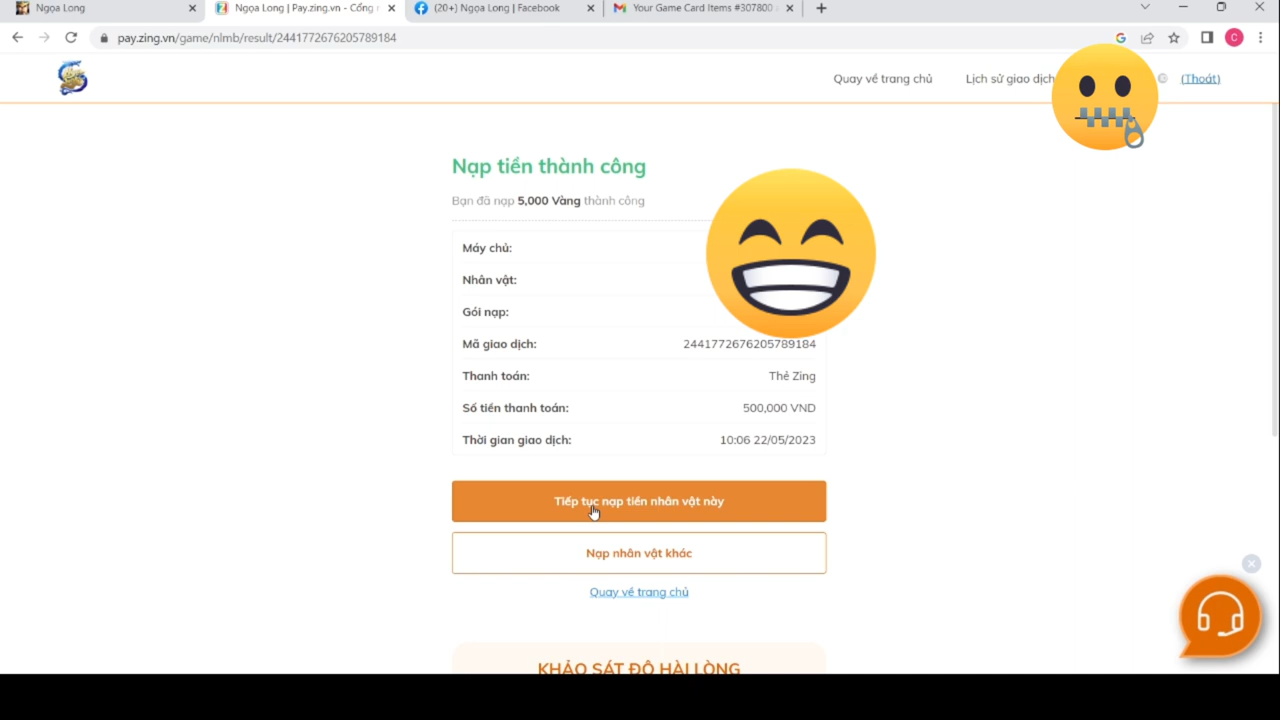 Ngọa Long
Ngọa Long | Pay.zing.vn - Cổng
(20+) Ngọa Long | Facebook
Your Game Card Items #307800
pay.zing.vn/game/nlmb/result/2441772676205789184
C
Quay về trang chủ
Lịch sử giao dịch
(Thoát)
Nạp tiền thành công
Bạn đã nạp 5,000 Vàng thành công
Máy chủ:
Nhân vật:
Gói nạp:
Mã giao dịch: 2441772676205789184
Thanh toán: Thẻ Zing
Số tiền thanh toán: 500,000 VND
Thời gian giao dịch: 10:06 22/05/2023
Tiếp tục nạp tiền nhân vật này
Nạp nhân vật khác
Quay về trang chủ
KHẢO SÁT ĐỘ HÀI LÒNG